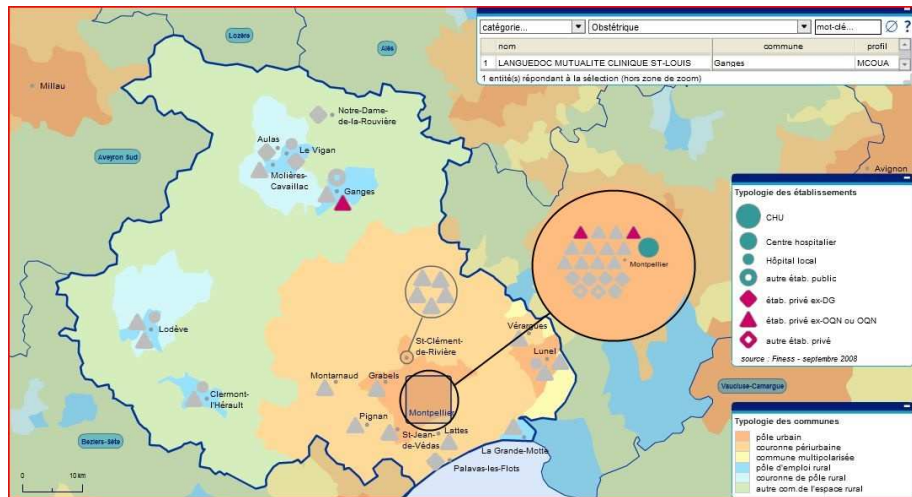 catégorie...
Obstétrique
mot-clé...
?
nom
commune
profil
1 LANGUEDOC MUTUALITE CLINIQUE ST-LOUIS
Ganges
MCOUA
1 entité(s) répondant à la sélection (hors zone de zoom)
Lozère
Alès
Millau
Notre-Dame-
de-la-Rouvière
Aulas
Le Vigan
Aveyron Sud
Molières-
Cavaillac
Ganges
Avignon
Typologie des établissements
CHU
Centre hospitalier
Hôpital local
autre étab. public
étab. privé ex-DG
étab. privé ex-OQN ou OQN
autre étab. privé
source : Finess - septembre 2008
Montpellier
Lodève
Vérargues
St-Clément-
de-Rivière
Lunel
Montarnaud
Grabels
Clermont-
l'Hérault
Vaucluse-Camargue
Montpellier
Pignan
St-Jean-
de-Védas
Lattes
La Grande-Motte
Palavas-les-Flots
Beziers-Sète
0 10 km
Typologie des communes
pôle urbain
couronne périurbaine
commune multipolarisée
pôle d'emploi rural
couronne de pôle rural
autre com.de l'espace rural